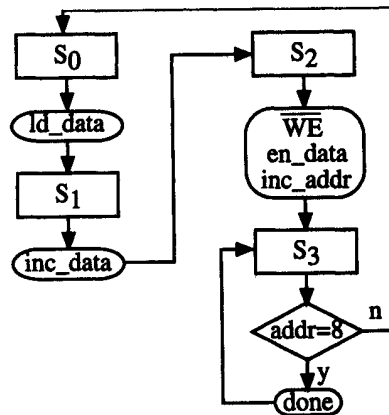 S0
ld_data
S1
inc_data
S2
WE
en_data
inc_addr
S3
addr=8
n
y
done